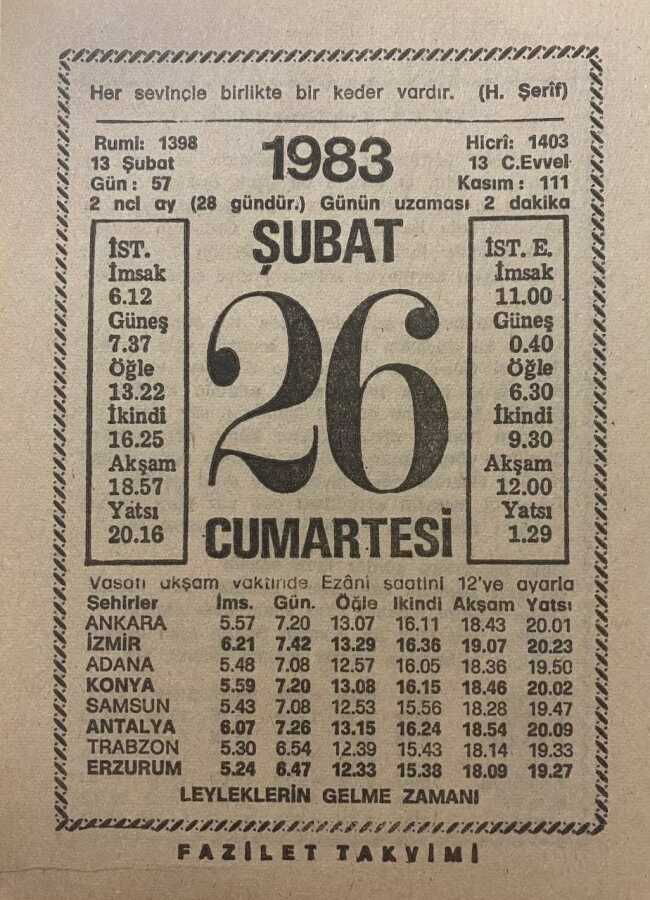 Her sevinçle birlikte bir keder vardır. (H. Şerîf)
Rumî: 1398
13 Şubat
Gün: 57
1983
Hicrî: 1403
13 C.Evvel
Kasım: 111
2 nci ay (28 gündür.) Günün uzaması 2 dakika
İST.
İmsak
6.12
Güneş
7.37
Öğle
13.22
İkindi
16.25
Akşam
18.57
Yatsı
20.16
ŞUBAT
26
CUMARTESİ
İST. E.
İmsak
11.00
Güneş
0.40
Öğle
6.30
İkindi
9.30
Akşam
12.00
Yatsı
1.29
Vasatı akşam vaktinde Ezâni saatini 12'ye ayarla
Şehirler İms. Gün. Öğle İkindi Akşam Yatsı
ANKARA 5.57 7.20 13.07 16.11 18.43 20.01
İZMİR 6.21 7.42 13.29 16.36 19.07 20.23
ADANA 5.48 7.08 12.57 16.05 18.36 19.50
KONYA 5.59 7.20 13.08 16.15 18.46 20.02
SAMSUN 5.43 7.08 12.53 15.56 18.28 19.47
ANTALYA 6.07 7.26 13.15 16.24 18.54 20.09
TRABZON 5.30 6.54 12.39 15.43 18.14 19.33
ERZURUM 5.24 6.47 12.33 15.38 18.09 19.27
LEYLEKLERİN GELME ZAMANI
FAZİLET TAKVİMİ